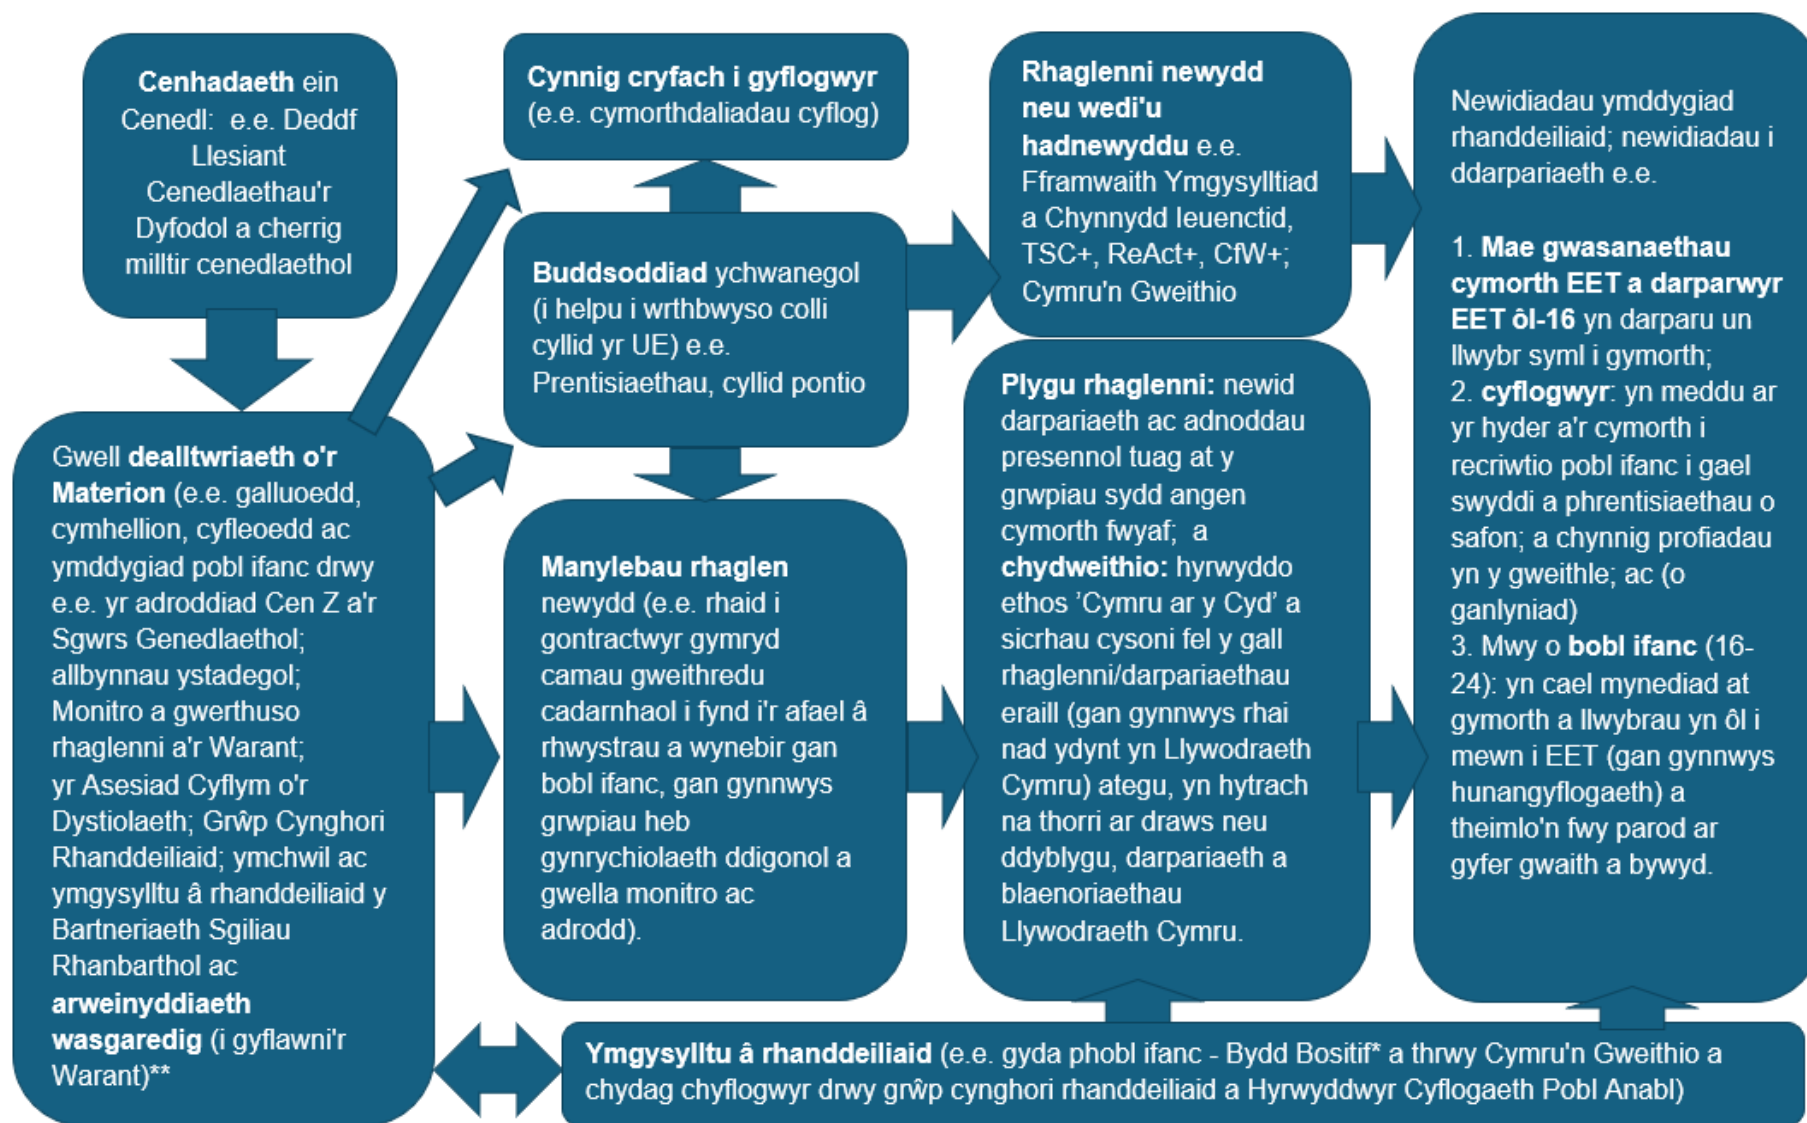 Cenhadaeth ein
Cenedl: e.e. Deddf
Llesiant
Cenedlaethau'r
Dyfodol a cherrig
milltir cenedlaethol
Gwell dealltwriaeth o'r
Materion (e.e. galluoedd,
cymhellion, cyfleoedd ac
ymddygiad pobl ifanc drwy
e.e. yr adroddiad Cen Z a'r
Sgwrs Genedlaethol;
allbynnau ystadegol;
Monitro a gwerthuso
rhaglenni a'r Warant;
yr Asesiad Cyflym o'r
Dystiolaeth; Grŵp Cynghori
Rhanddeiliaid; ymchwil ac
ymgysylltu â rhanddeiliaid y
Bartneriaeth Sgiliau
Rhanbarthol ac
arweinyddiaeth
wasgaredig (i gyflawni'r
Warant)**
Cynnig cryfach i gyflogwyr
(e.e. cymorthdaliadau cyflog)
Buddsoddiad ychwanegol
(i helpu i wrthbwyso colli
cyllid yr UE) e.e.
Prentisiaethau, cyllid pontio
Manylebau rhaglen
newydd (e.e. rhaid i
gontractwyr gymryd
camau gweithredu
cadarnhaol i fynd i'r afael â
rhwystrau a wynebir gan
bobl ifanc, gan gynnwys
grwpiau heb
gynrychiolaeth ddigonol a
gwella monitro ac
adrodd).
Rhaglenni newydd
neu wedi'u
hadnewyddu e.e.
Fframwaith Ymgysylltiad
a Chynnydd Ieuenctid,
TSC+, ReAct+, CfW+;
Cymru'n Gweithio
Plygu rhaglenni: newid
darpariaeth ac adnoddau
presennol tuag at y
grwpiau sydd angen
cymorth fwyaf; a
chydweithio: hyrwyddo
ethos 'Cymru ar y Cyd' a
sicrhau cysoni fel y gall
rhaglenni/darpariaethau
eraill (gan gynnwys rhai
nad ydynt yn Llywodraeth
Cymru) ategu, yn hytrach
na thorri ar draws neu
ddyblygu, darpariaeth a
blaenoriaethau
Llywodraeth Cymru.
Newidiadau ymddygiad
rhanddeiliaid; newidiadau i
ddarpariaeth e.e.
1. Mae gwasanaethau
cymorth EET a darparwyr
EET ôl-16 yn darparu un
llwybr syml i gymorth;
2. cyflogwyr: yn meddu ar
yr hyder a'r cymorth i
recriwtio pobl ifanc i gael
swyddi a phrentisiaethau o
safon; a chynnig profiadau
yn y gweithle; ac (o
ganlyniad)
3. Mwy o bobl ifanc (16-
24): yn cael mynediad at
gymorth a llwybrau yn ôl i
mewn i EET (gan gynnwys
hunangyflogaeth) a
theimlo'n fwy parod ar
gyfer gwaith a bywyd.
Ymgysylltu â rhanddeiliaid (e.e. gyda phobl ifanc - Bydd Bositif* a thrwy Cymru'n Gweithio a
chydag chyflogwyr drwy grŵp cynghori rhanddeiliaid a Hyrwyddwyr Cyflogaeth Pobl Anabl)